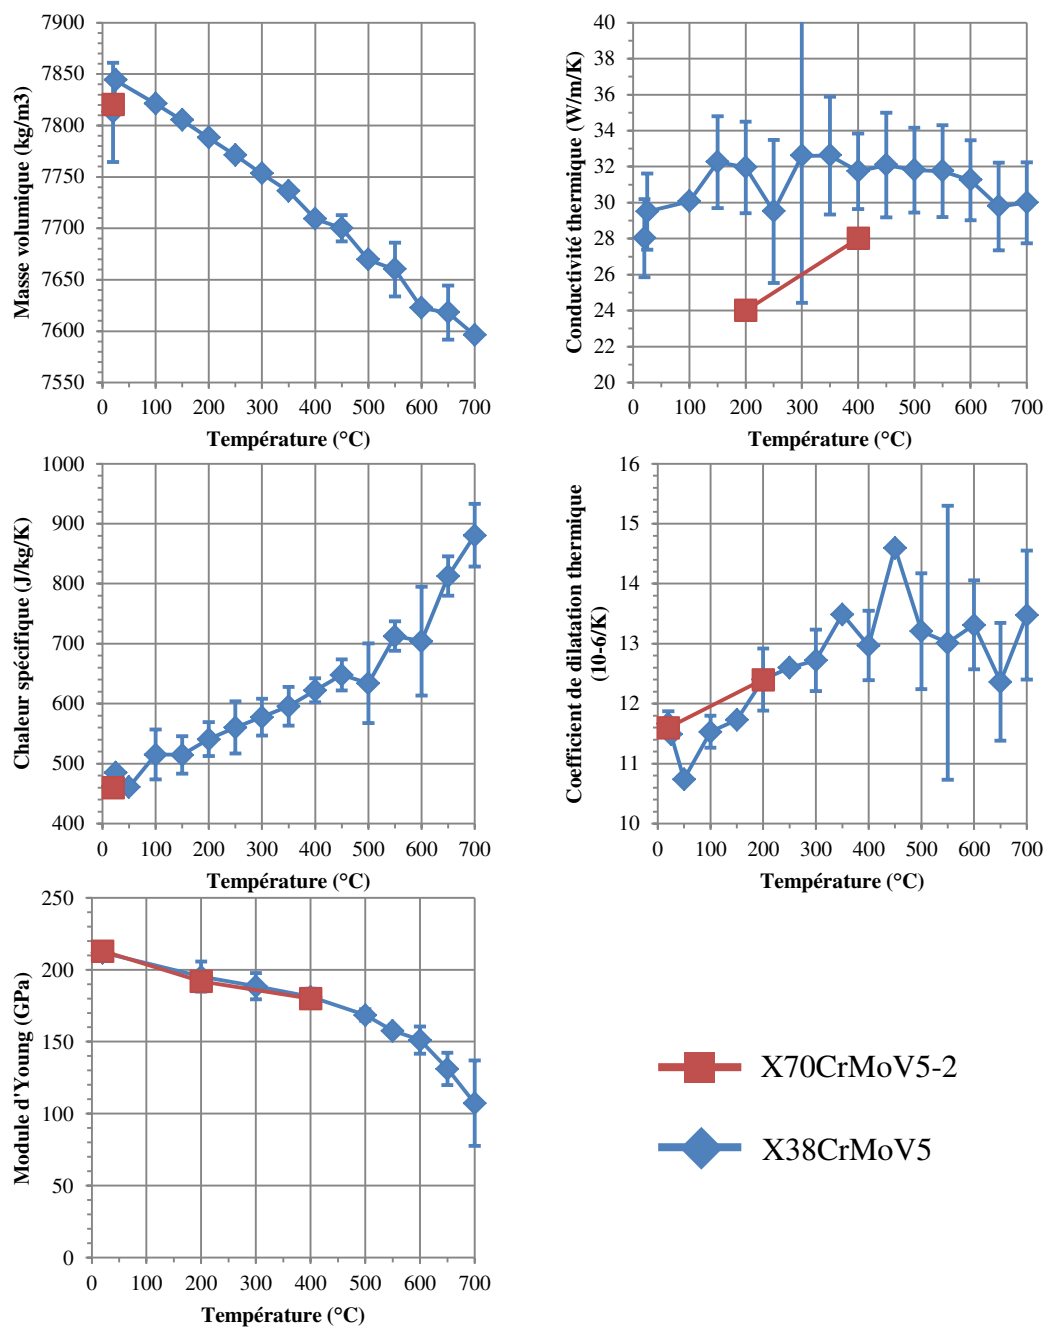 7900
7850
7800
7750
7700
7650
7600
7550
0 100 200 300 400 500 600 700
Masse volumique (kg/m3)
Température (°C)
40
38
36
34
32
30
28
26
24
22
20
0 100 200 300 400 500 600 700
Conductivité thermique (W/m/K)
Température (°C)
1000
900
800
700
600
500
400
0 100 200 300 400 500 600 700
Chaleur spécifique (J/kg/K)
Température (°C)
16
15
14
13
12
11
10
0 100 200 300 400 500 600 700
Coefficient de dilatation thermique
(10-6/K)
Température (°C)
250
200
150
100
50
0
0 100 200 300 400 500 600 700
Module d'Young (GPa)
Température (°C)
X70CrMoV5-2
X38CrMoV5